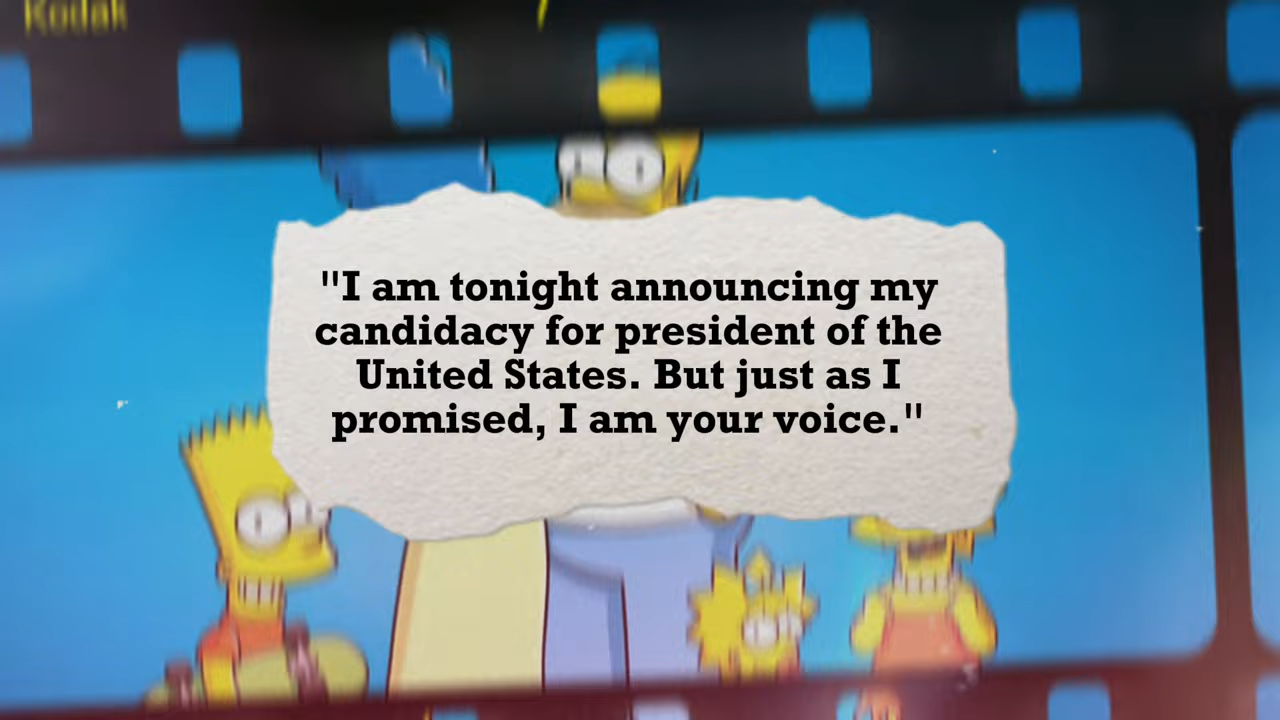 Kodak
"I am tonight announcing my
candidacy for president of the
United States. But just as I
promised, I am your voice."